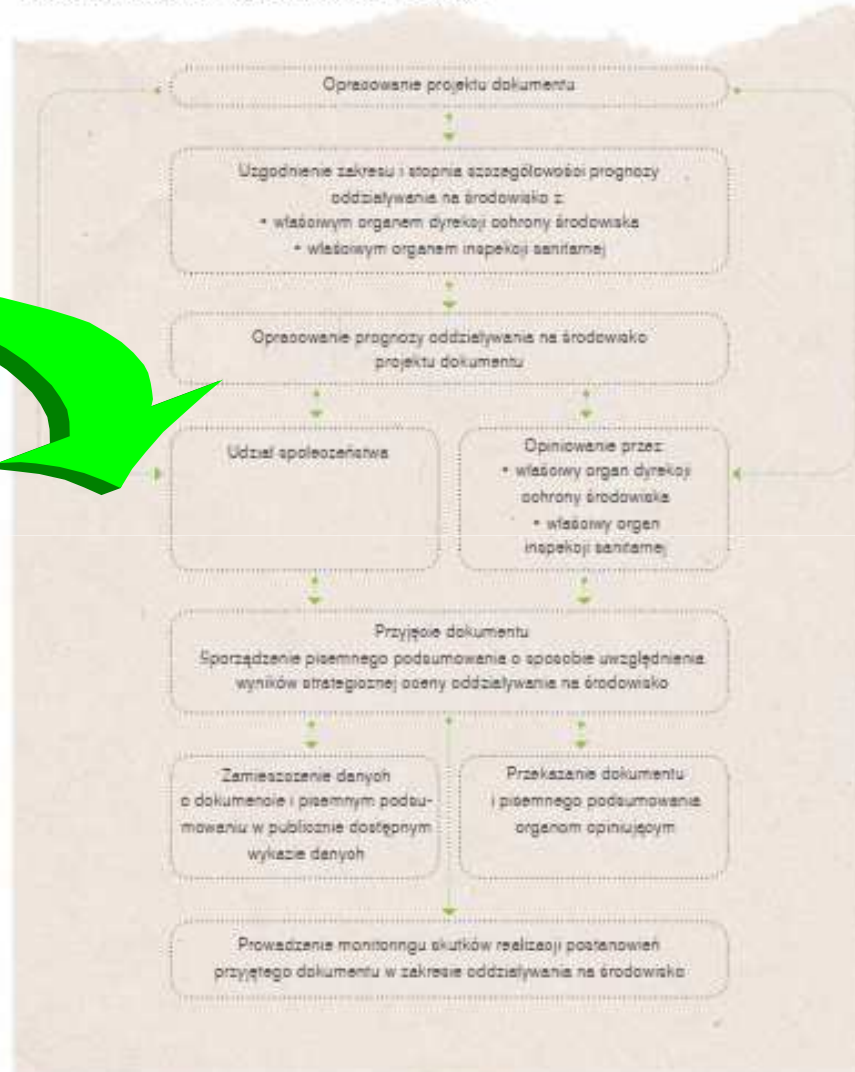 Opracowanie projektu dokumentu
Uzgodnienie zakresu i stopnia szczegółowości prognozy
oddziaływania na środowisko z:
• właściwym organem dyrekcji ochrony środowiska
• właściwym organem inspekcji sanitarnej
Opracowanie prognozy oddziaływania na środowisko
projektu dokumentu
Udział społeczeństwa
Opiniowanie przez:
• właściwy organ dyrekcji
ochrony środowiska
• właściwy organ
inspekcji sanitarnej
Przyjęcie dokumentu
Sporządzenie pisemnego podsumowania o sposobie uwzględnienia
wyników strategicznej oceny oddziaływania na środowisko
Zamieszczenie danych
o dokumencie i pisemnym podsu-
mowaniu w publicznie dostępnym
wykazie danych
Przekazanie dokumentu
i pisemnego podsumowania
organom opiniującym
Prowadzenie monitoringu skutków realizacji postanowień
przyjętego dokumentu w zakresie oddziaływania na środowisko